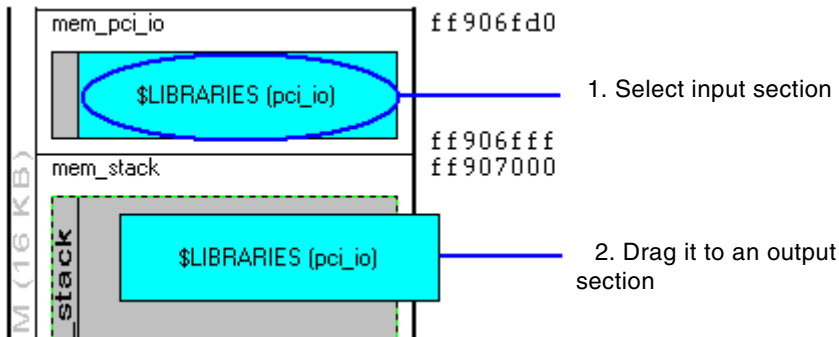 mem_pci_io
ff906fd0
$LIBRARIES (pci_io)
1. Select input section
ff906fff
mem_stack
ff907000
M (16 KB)
_stack
$LIBRARIES (pci_io)
2. Drag it to an output
section